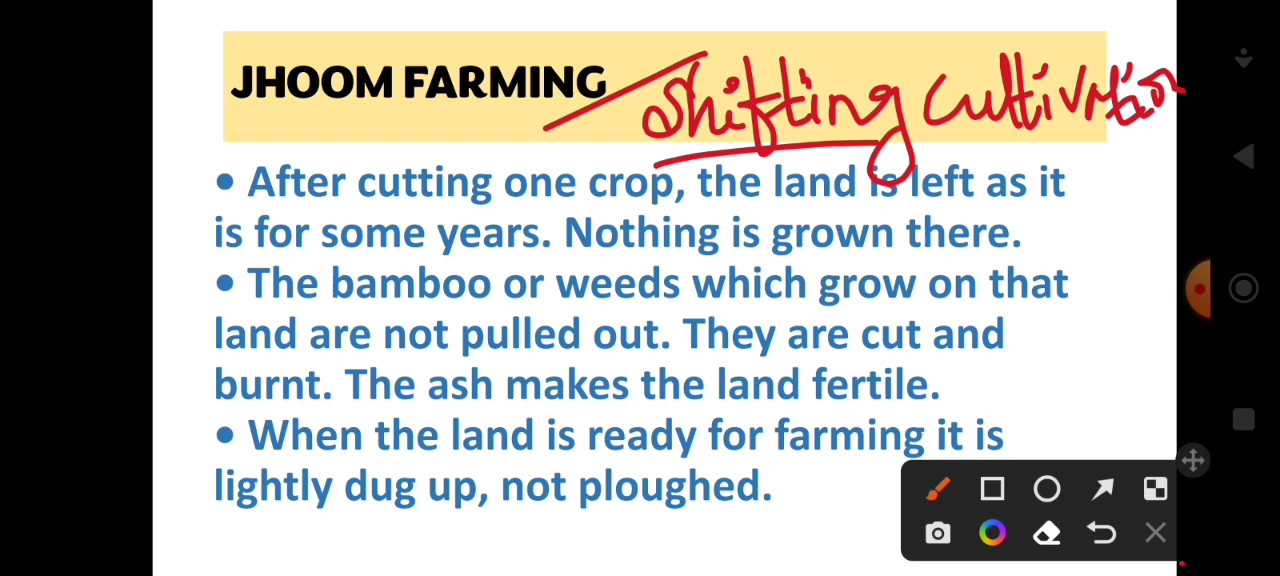 JHOOM FARMING shifting cultivation
• After cutting one crop, the land is left as it
is for some years. Nothing is grown there.
• The bamboo or weeds which grow on that
land are not pulled out. They are cut and
burnt. The ash makes the land fertile.
• When the land is ready for farming it is
lightly dug up, not ploughed.